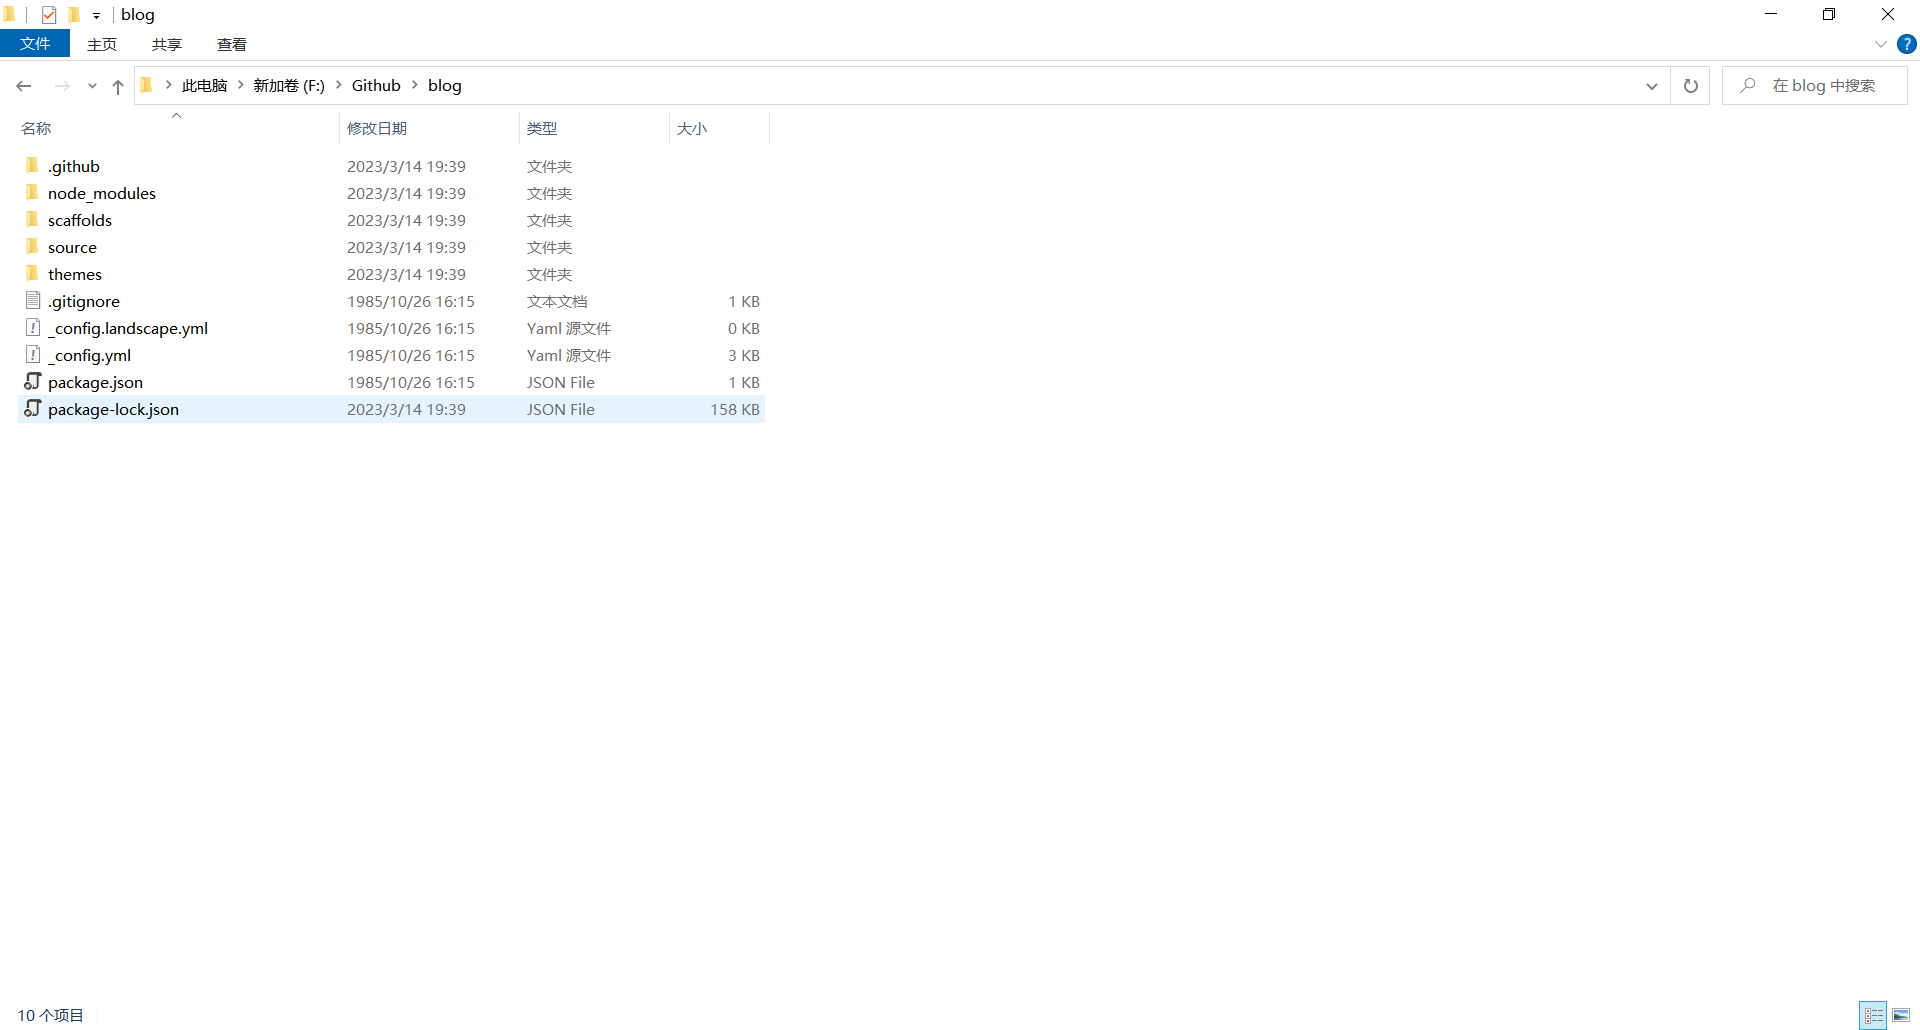 blog
文件 主页 共享 查看 ?
此电脑 新加卷 (F:) Github blog 在 blog 中搜索
名称 修改日期 类型 大小
.github 2023/3/14 19:39 文件夹
node_modules 2023/3/14 19:39 文件夹
scaffolds 2023/3/14 19:39 文件夹
source 2023/3/14 19:39 文件夹
themes 2023/3/14 19:39 文件夹
.gitignore 1985/10/26 16:15 文本文档 1 KB
_config.landscape.yml 1985/10/26 16:15 Yaml 源文件 0 KB
_config.yml 1985/10/26 16:15 Yaml 源文件 3 KB
package.json 1985/10/26 16:15 JSON File 1 KB
package-lock.json 2023/3/14 19:39 JSON File 158 KB
10 个项目